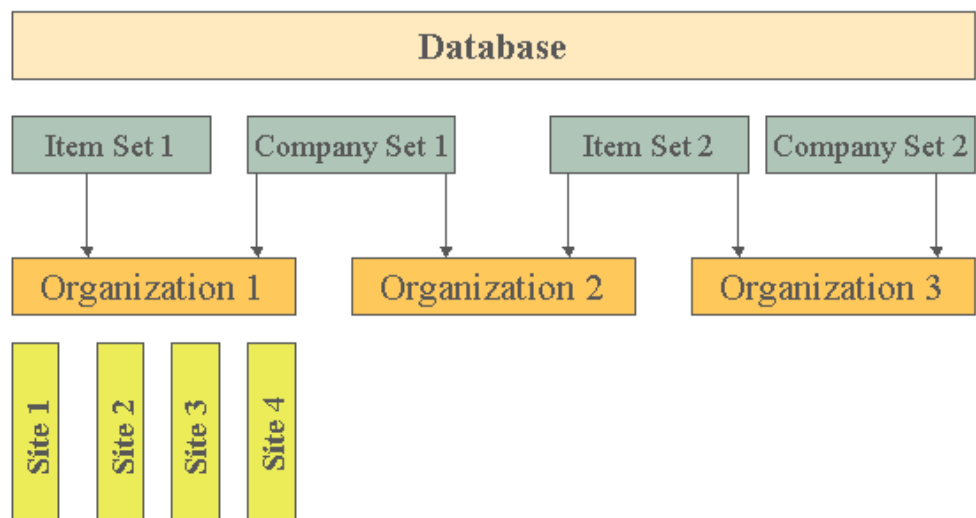 Database
Item Set 1
Company Set 1
Item Set 2
Company Set 2
Organization 1
Organization 2
Organization 3
Site 1
Site 2
Site 3
Site 4